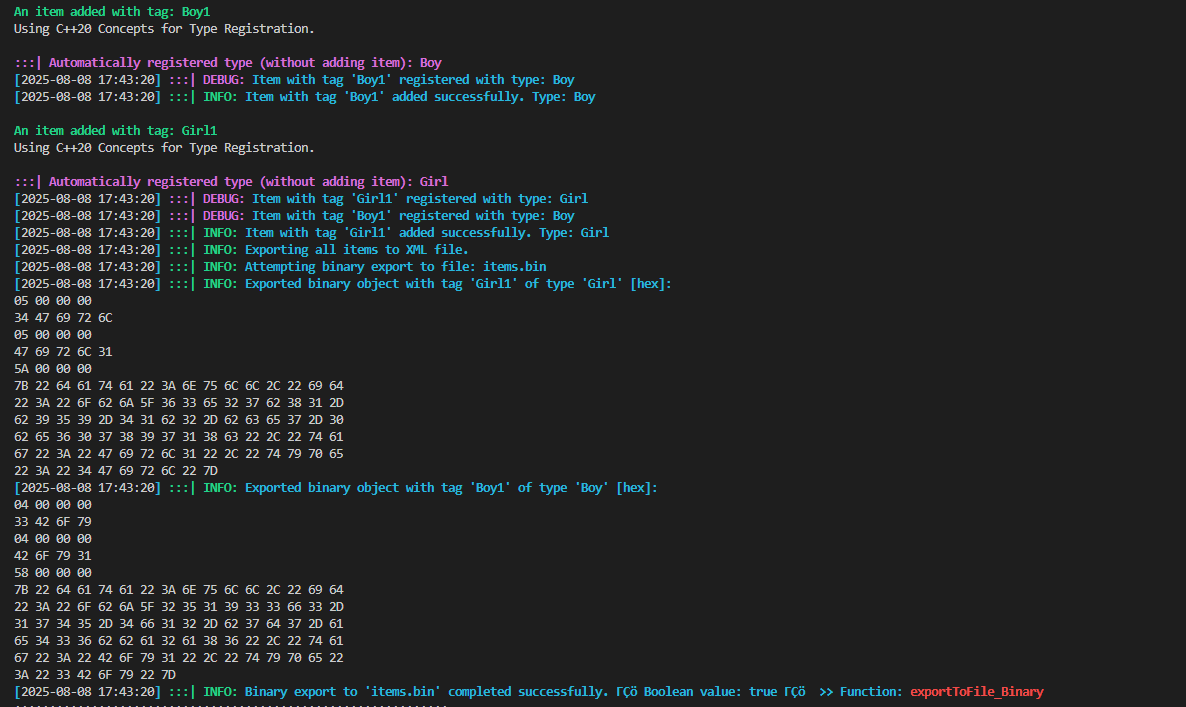 An item added with tag: Boy1
Using C++20 Concepts for Type Registration.
:::| Automatically registered type (without adding item): Boy
[2025-08-08 17:43:20] :::| DEBUG: Item with tag 'Boy1' registered with type: Boy
[2025-08-08 17:43:20] :::| INFO: Item with tag 'Boy1' added successfully. Type: Boy
An item added with tag: Girl1
Using C++20 Concepts for Type Registration.
:::| Automatically registered type (without adding item): Girl
[2025-08-08 17:43:20] :::| DEBUG: Item with tag 'Girl1' registered with type: Girl
[2025-08-08 17:43:20] :::| DEBUG: Item with tag 'Boy1' registered with type: Boy
[2025-08-08 17:43:20] :::| INFO: Item with tag 'Girl1' added successfully. Type: Girl
[2025-08-08 17:43:20] :::| INFO: Exporting all items to XML file.
[2025-08-08 17:43:20] :::| INFO: Attempting binary export to file: items.bin
[2025-08-08 17:43:20] :::| INFO: Exported binary object with tag 'Girl1' of type 'Girl' [hex]:
05 00 00 00
34 47 69 72 6C
05 00 00 00
47 69 72 6C 31
5A 00 00 00
7B 22 64 61 74 61 22 3A 6E 75 6C 6C 2C 22 69 64
22 3A 22 6F 62 6A 5F 36 33 65 32 37 62 38 31 2D
62 39 35 39 2D 34 31 62 32 2D 62 63 65 37 2D 30
62 65 36 30 37 38 39 37 31 38 63 22 2C 22 74 61
67 22 3A 22 47 69 72 6C 31 22 2C 22 74 79 70 65
22 3A 22 34 47 69 72 6C 22 7D
[2025-08-08 17:43:20] :::| INFO: Exported binary object with tag 'Boy1' of type 'Boy' [hex]:
04 00 00 00
33 42 6F 79
04 00 00 00
42 6F 79 31
58 00 00 00
7B 22 64 61 74 61 22 3A 6E 75 6C 6C 2C 22 69 64
22 3A 22 6F 62 6A 5F 32 35 31 39 33 33 66 33 2D
31 37 34 35 2D 34 66 31 32 2D 62 37 64 37 2D 61
65 34 33 36 62 62 61 32 61 38 36 22 2C 22 74 61
67 22 3A 22 42 6F 79 31 22 2C 22 74 79 70 65 22
3A 22 33 42 6F 79 22 7D
[2025-08-08 17:43:20] :::| INFO: Binary export to 'items.bin' completed successfully. ΓÇö Boolean value: true ΓÇö  >> Function: exportToFile_Binary